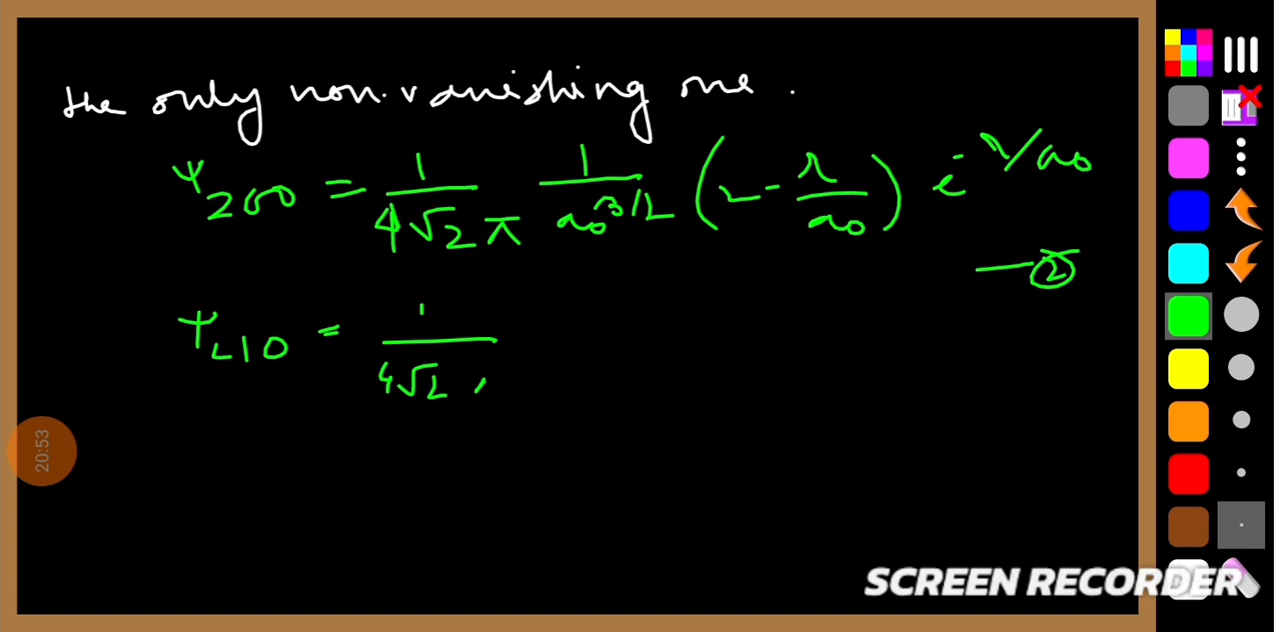 the only non-vanishing one.
Ψ200 = 1/4√2π 1/a0^3/2 (2 - r/a0) e^r/a0
—②
Ψ210 = 1/4√2
20:53
SCREEN RECORDER